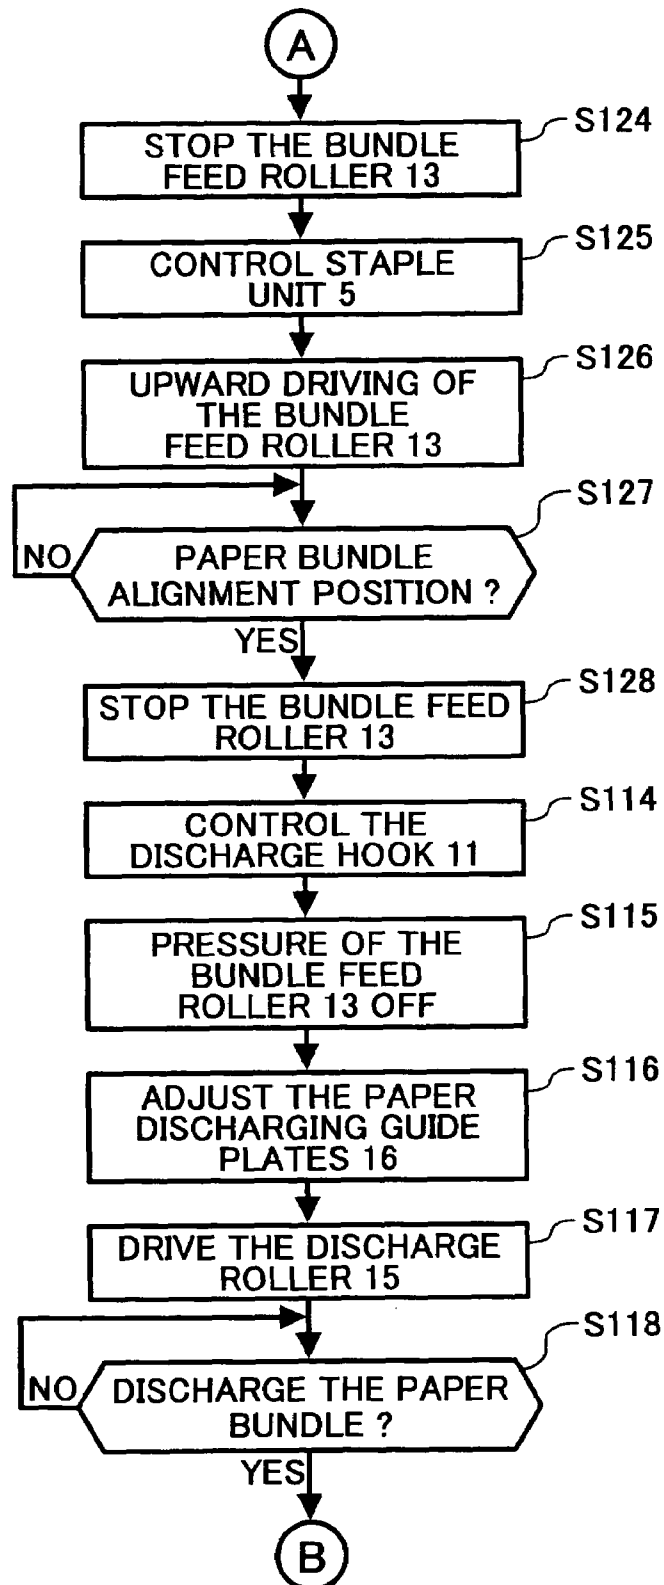 A
STOP THE BUNDLE
FEED ROLLER 13
S124
CONTROL STAPLE
UNIT 5
S125
UPWARD DRIVING OF
THE BUNDLE
FEED ROLLER 13
S126
PAPER BUNDLE
ALIGNMENT POSITION ?
S127
NO
YES
STOP THE BUNDLE FEED
ROLLER 13
S128
CONTROL THE
DISCHARGE HOOK 11
S114
PRESSURE OF THE
BUNDLE FEED
ROLLER 13 OFF
S115
ADJUST THE PAPER
DISCHARGING GUIDE
PLATES 16
S116
DRIVE THE DISCHARGE
ROLLER 15
S117
DISCHARGE THE PAPER
BUNDLE ?
S118
NO
YES
B